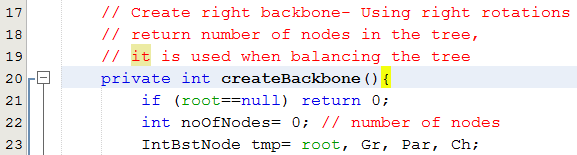 17 // Create right backbone- Using right rotations
18 // return number of nodes in the tree,
19 // it is used when balancing the tree
20 private int createBackbone(){
21 if (root==null) return 0;
22 int noOfNodes= 0; // number of nodes
23 IntBstNode tmp= root, Gr, Par, Ch;